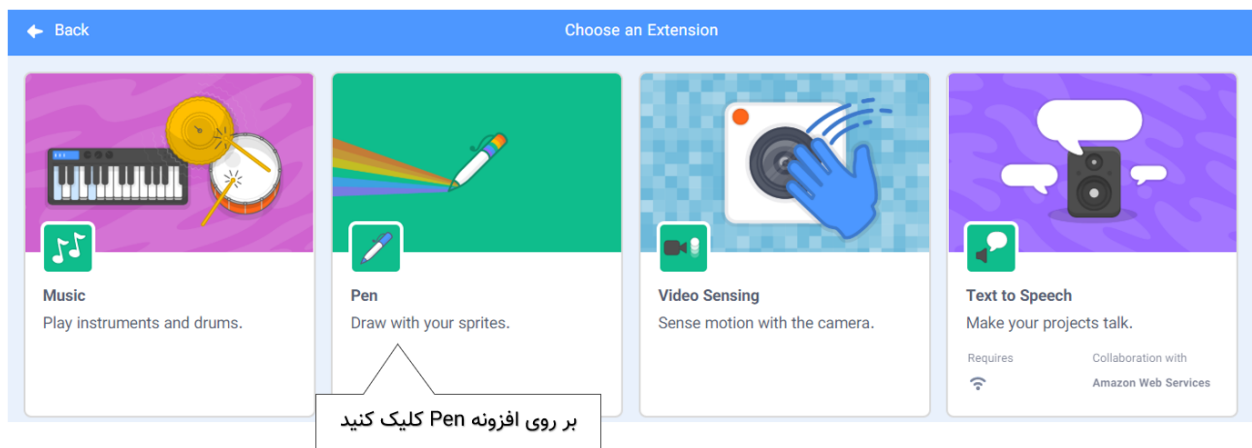 Back
Choose an Extension
Music
Play instruments and drums.
Pen
Draw with your sprites.
Video Sensing
Sense motion with the camera.
Text to Speech
Make your projects talk.
Requires
Collaboration with
Amazon Web Services
بر روی افزونه Pen کلیک کنید